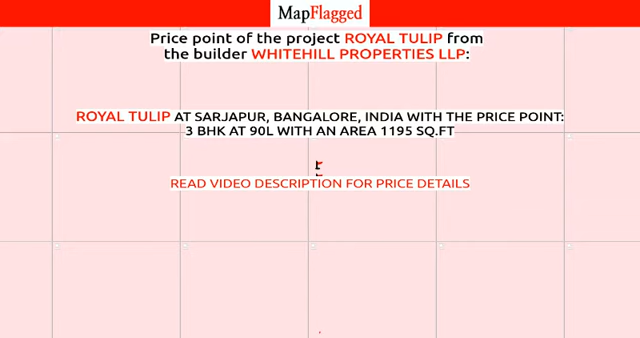 MapFlagged
Price point of the project ROYAL TULIP from
the builder WHITEHILL PROPERTIES LLP:
ROYAL TULIP AT SARJAPUR, BANGALORE, INDIA WITH THE PRICE POINT:
3 BHK AT 90L WITH AN AREA 1195 SQ.FT
READ VIDEO DESCRIPTION FOR PRICE DETAILS